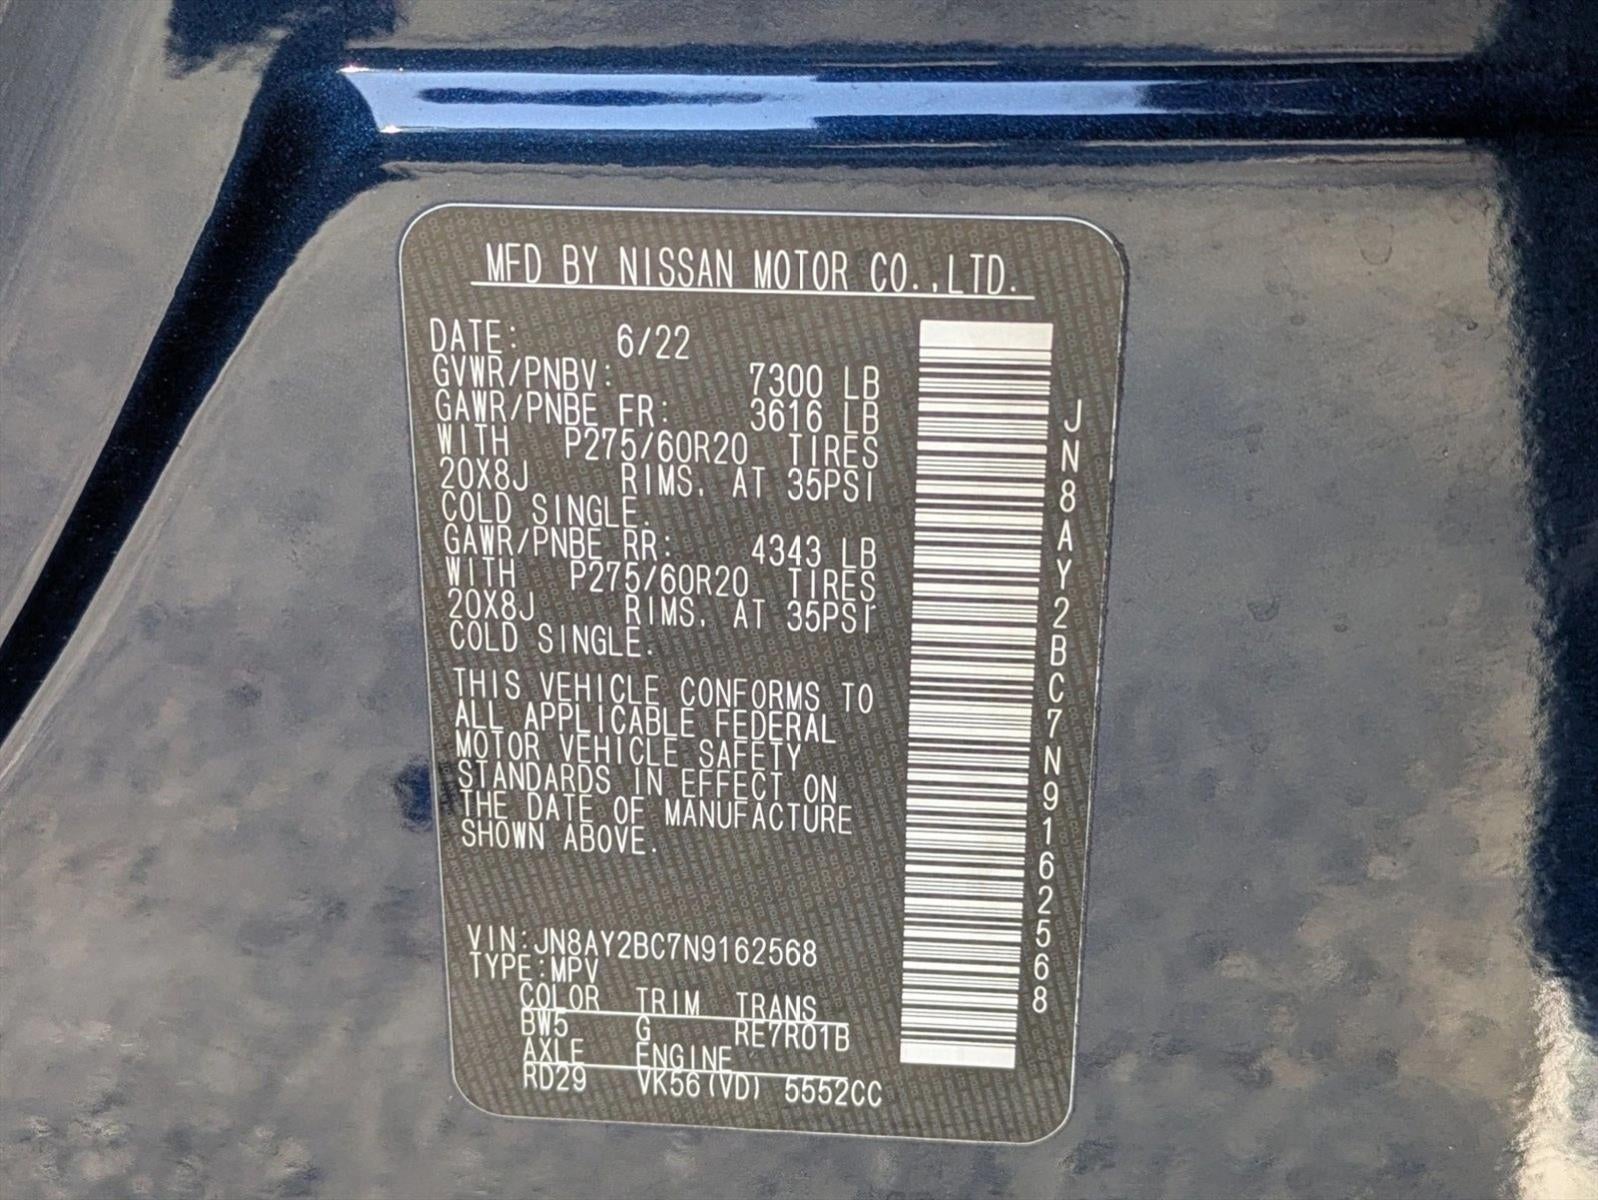 MFD BY NISSAN MOTOR CO.,LTD.
DATE: 6/22
GVWR/PNBV: 7300 LB
GAWR/PNBE FR: 3616 LB
WITH P275/60R20 TIRES
20X8J RIMS. AT 35PSI
COLD SINGLE.
GAWR/PNBE RR: 4343 LB
WITH P275/60R20 TIRES
20X8J RIMS. AT 35PSI
COLD SINGLE.
THIS VEHICLE CONFORMS TO
ALL APPLICABLE FEDERAL
MOTOR VEHICLE SAFETY
STANDARDS IN EFFECT ON
THE DATE OF MANUFACTURE
SHOWN ABOVE.
VIN:JN8AY2BC7N9162568
TYPE:MPV
COLOR TRIM TRANS
BW5 G RE7R01B
AXLE ENGINE
RD29 VK56(VD) 5552CC
JN8AY2BC7N9162568